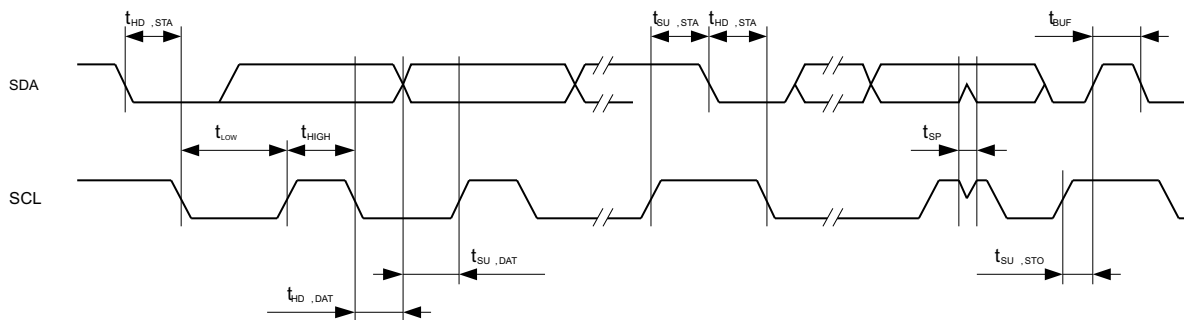 tHD,STA
tSU,STA
tHD,STA
tBUF
SDA
tLOW
tHIGH
tSP
SCL
tSU,DAT
tSU,STO
tHD,DAT